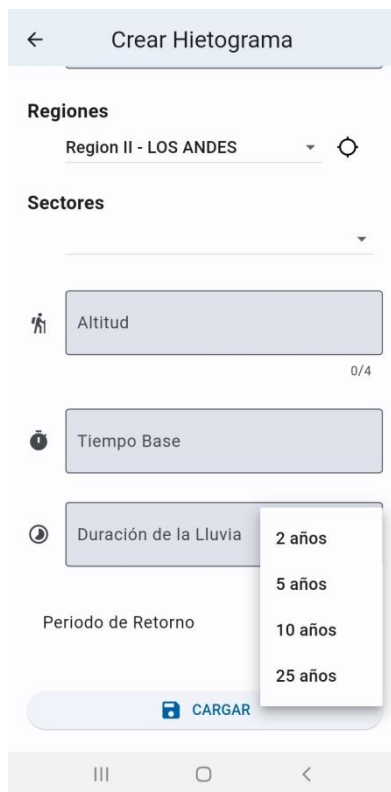 Crear Hietograma
Regiones
Region II - LOS ANDES
Sectores
Altitud
0/4
Tiempo Base
Duración de la Lluvia
2 años
5 años
Periodo de Retorno
10 años
25 años
CARGAR